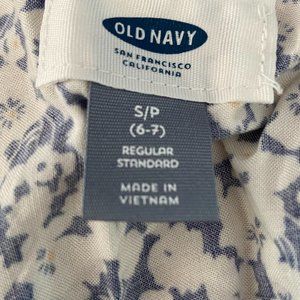 OLD NAVY
SAN FRANCISCO
CALIFORNIA
S/P
(6-7)
REGULAR
STANDARD
MADE IN
VIETNAM